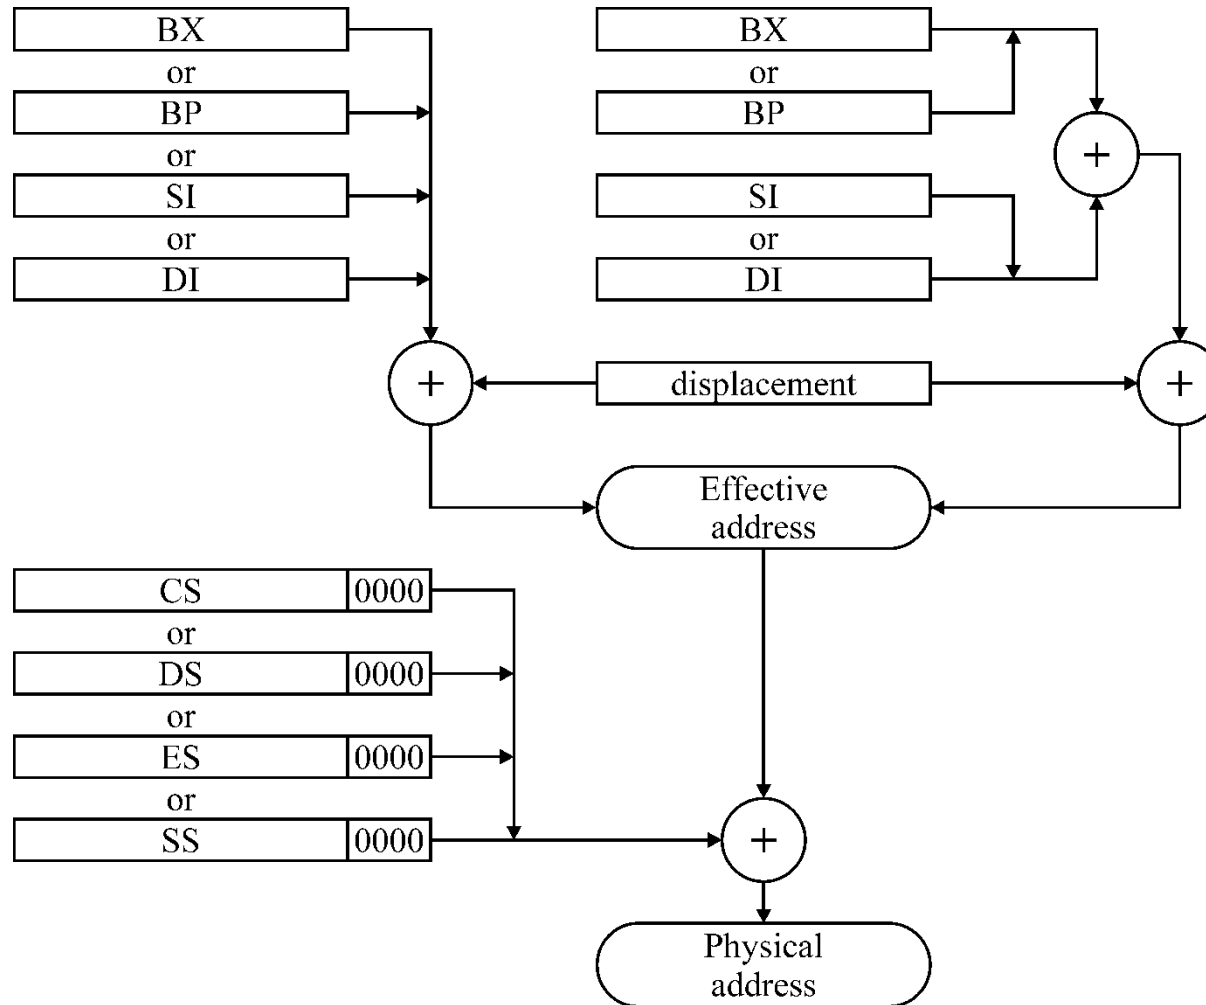 BX
or
BP
or
SI
or
DI
BX
or
BP
SI
or
DI
+
+
displacement
+
Effective
address
CS 0000
or
DS 0000
or
ES 0000
or
SS 0000
+
Physical
address